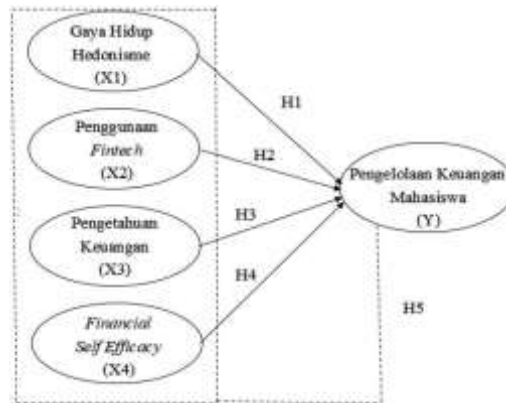 Gaya Hidup
Hedonisme
(X1)
H1
Penggunaan
Fintech
(X2)
H2
Pengelolaan Keuangan
Mahasiswa
(Y)
Pengetahuan
Keuangan
(X3)
H3
H4
Financial
Self Efficacy
(X4)
H5